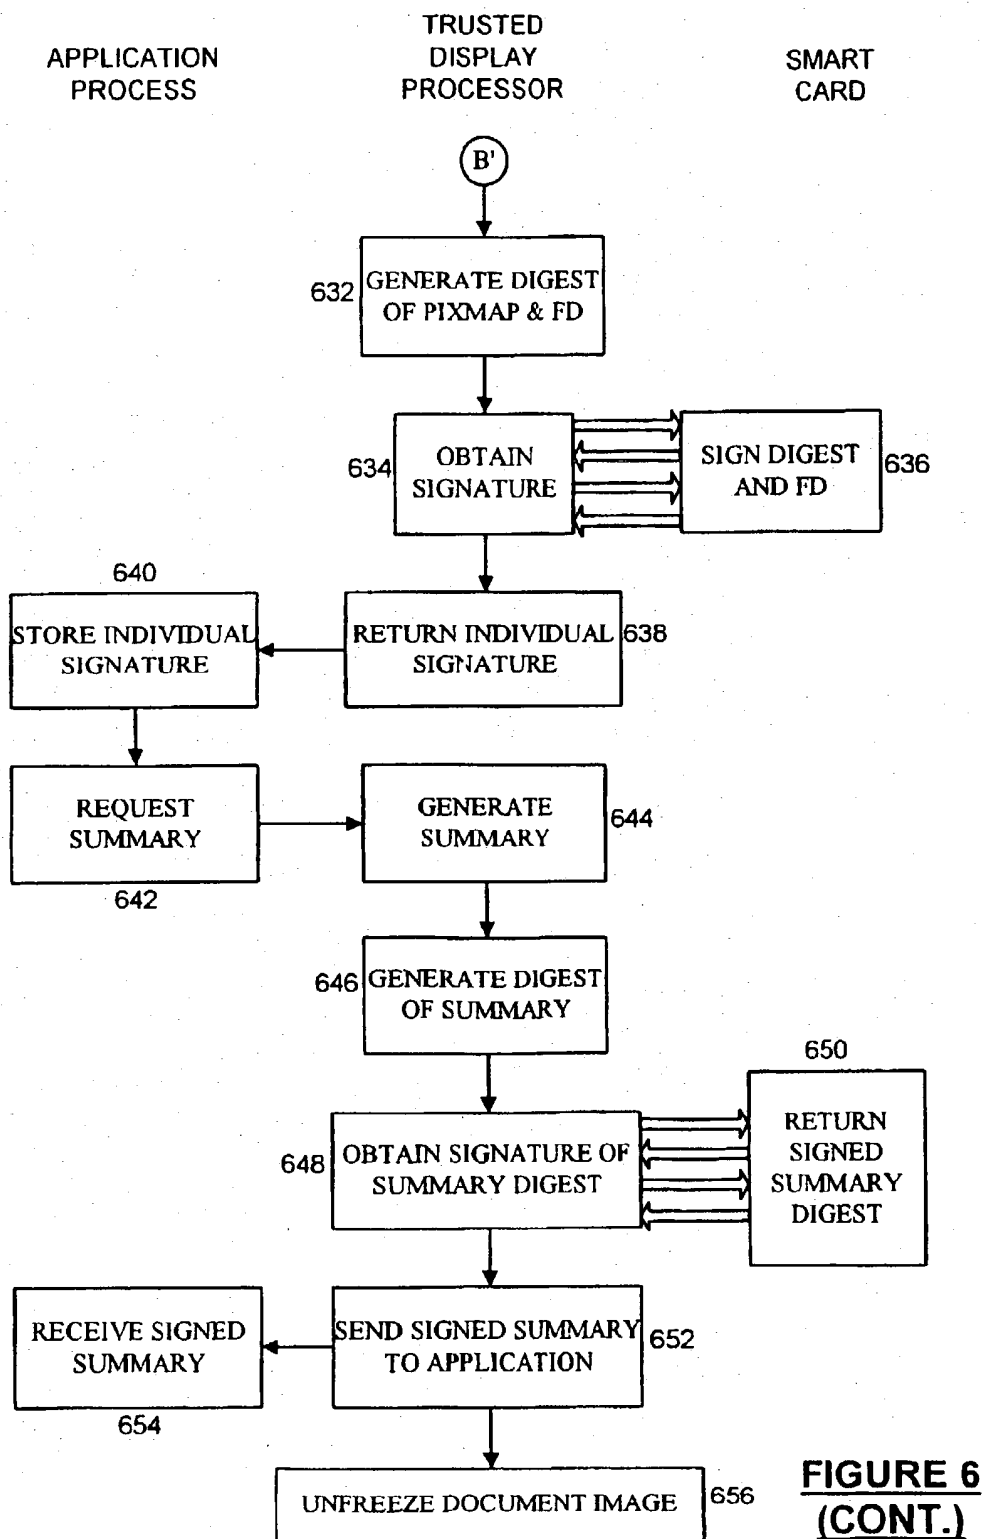 APPLICATION
PROCESS
TRUSTED
DISPLAY
PROCESSOR
SMART
CARD
B'
632
GENERATE DIGEST
OF PIXMAP & FD
634
OBTAIN
SIGNATURE
SIGN DIGEST
AND FD
636
640
STORE INDIVIDUAL
SIGNATURE
RETURN INDIVIDUAL
SIGNATURE
638
REQUEST
SUMMARY
642
GENERATE
SUMMARY
644
646
GENERATE DIGEST
OF SUMMARY
648
OBTAIN SIGNATURE OF
SUMMARY DIGEST
650
RETURN
SIGNED
SUMMARY
DIGEST
RECEIVE SIGNED
SUMMARY
654
SEND SIGNED SUMMARY
TO APPLICATION
652
UNFREEZE DOCUMENT IMAGE
656
FIGURE 6
(CONT.)